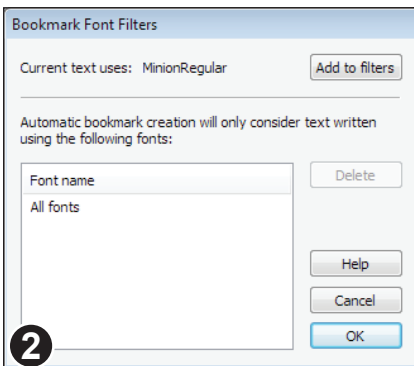 Bookmark Font Filters
Current text uses: MinionRegular
Add to filters
Automatic bookmark creation will only consider text written
using the following fonts:
Font name
All fonts
Delete
Help
Cancel
OK
2